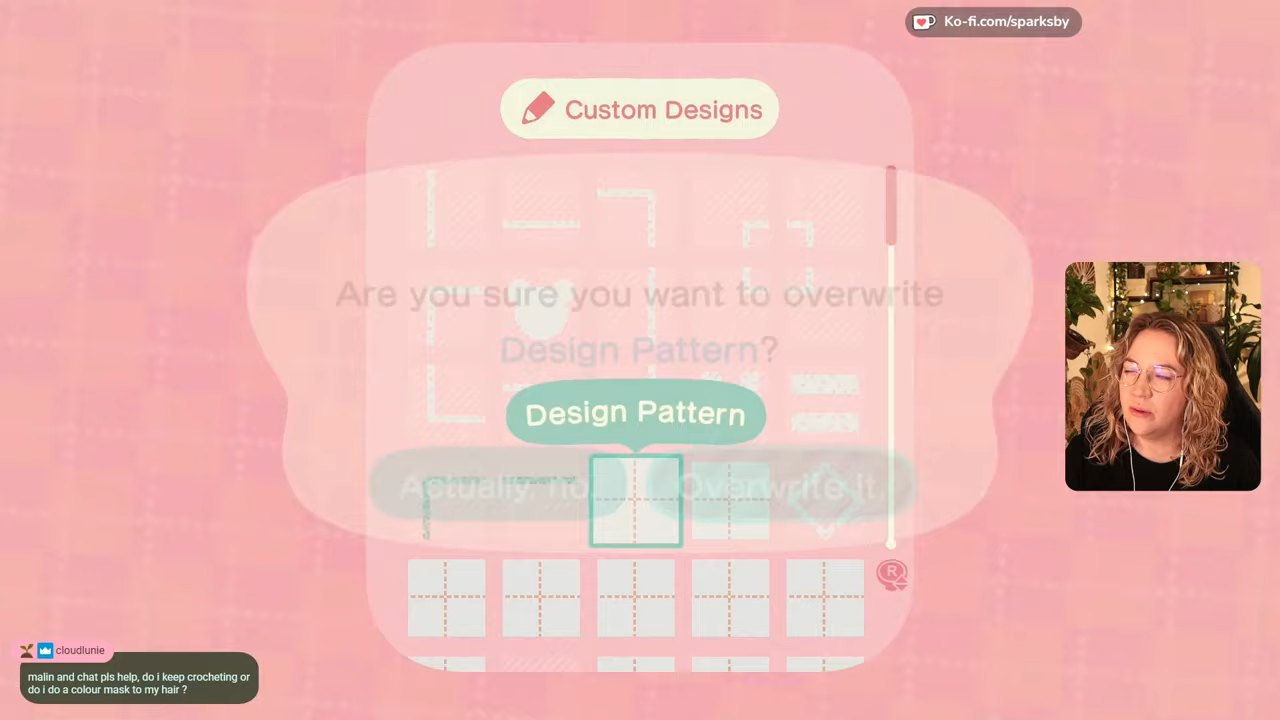 Ko-fi.com/sparksby
Custom Designs
Are you sure you want to overwrite
Design Pattern?
Design Pattern
Actually, no.
Overwrite it.
R
cloudlunie
malin and chat pls help, do i keep crocheting or
do i do a colour mask to my hair ?